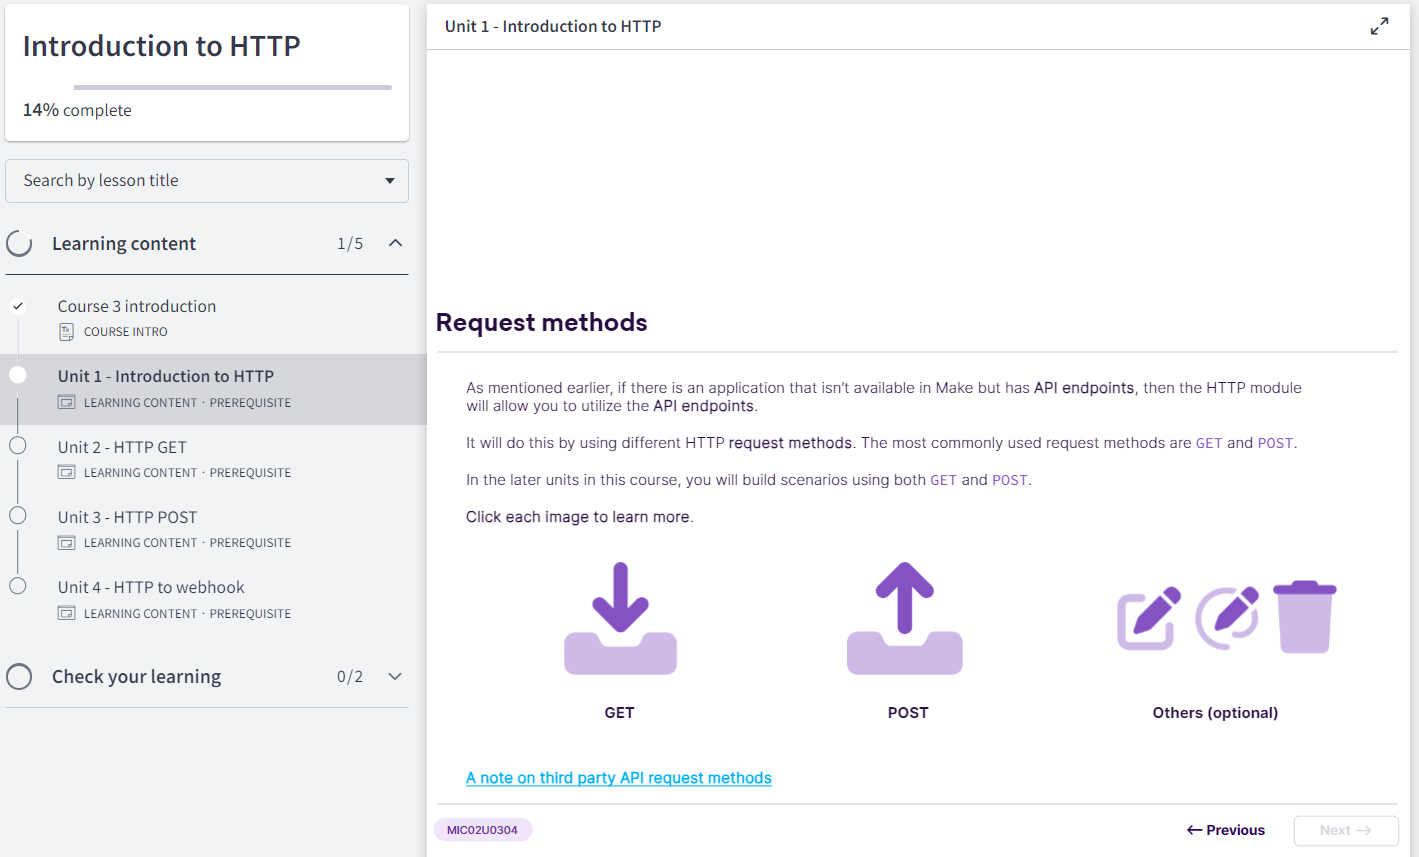 Introduction to HTTP
14% complete
Search by lesson title
Learning content 1/5
Course 3 introduction
Tx
COURSE INTRO
Unit 1 - Introduction to HTTP
LEARNING CONTENT · PREREQUISITE
Unit 2 - HTTP GET
LEARNING CONTENT · PREREQUISITE
Unit 3 - HTTP POST
LEARNING CONTENT · PREREQUISITE
Unit 4 - HTTP to webhook
LEARNING CONTENT · PREREQUISITE
Check your learning 0/2
Unit 1 - Introduction to HTTP
Request methods
As mentioned earlier, if there is an application that isn’t available in Make but has API endpoints, then the HTTP module
will allow you to utilize the API endpoints.
It will do this by using different HTTP request methods. The most commonly used request methods are GET and POST.
In the later units in this course, you will build scenarios using both GET and POST.
Click each image to learn more.
GET
POST
Others (optional)
A note on third party API request methods
MIC02U0304
← Previous
Next →